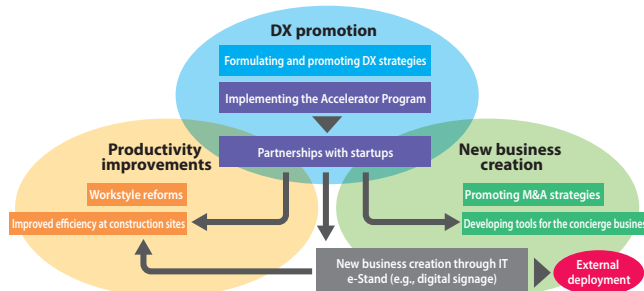 DX promotion
Formulating and promoting DX strategies
Implementing the Accelerator Program
Partnerships with startups
Productivity
improvements
Workstyle reforms
Improved efficiency at construction sites
New business
creation
Promoting M&A strategies
Developing tools for the concierge busines
New business creation through IT
e-Stand (e.g., digital signage)
External
deployment